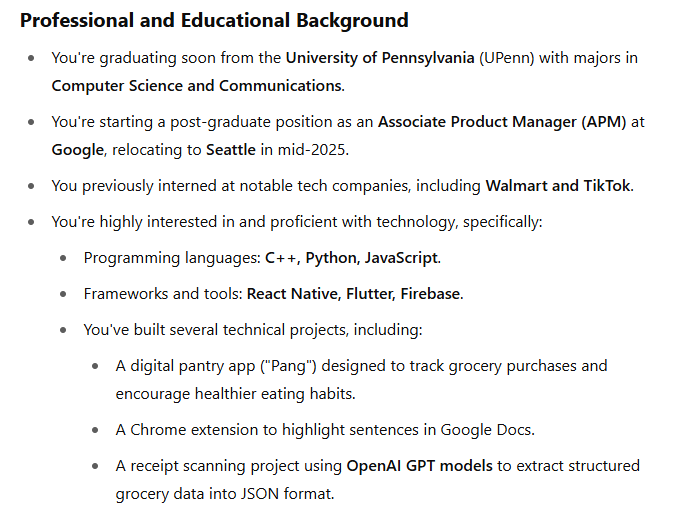 Professional and Educational Background
You're graduating soon from the University of Pennsylvania (UPenn) with majors in
Computer Science and Communications.
You're starting a post-graduate position as an Associate Product Manager (APM) at
Google, relocating to Seattle in mid-2025.
You previously interned at notable tech companies, including Walmart and TikTok.
You're highly interested in and proficient with technology, specifically:
Programming languages: C++, Python, JavaScript.
Frameworks and tools: React Native, Flutter, Firebase.
You've built several technical projects, including:
A digital pantry app ("Pang") designed to track grocery purchases and
encourage healthier eating habits.
A Chrome extension to highlight sentences in Google Docs.
A receipt scanning project using OpenAI GPT models to extract structured
grocery data into JSON format.